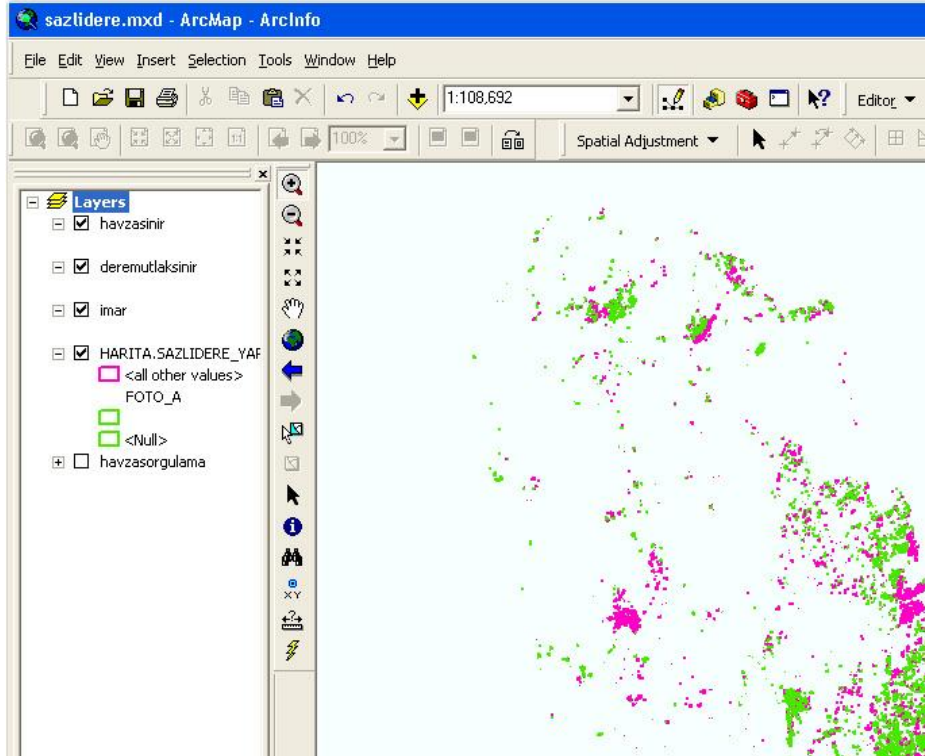 sazlidere.mxd - ArcMap - ArcInfo
File Edit View Insert Selection Tools Window Help
1:108,692
Editor
100%
Spatial Adjustment
Layers
havzasinir
deremutlaksinir
imar
HARITA.SAZLIDERE_YAP
<all other values>
FOTO_A
<Null>
havzasorgulama
XY